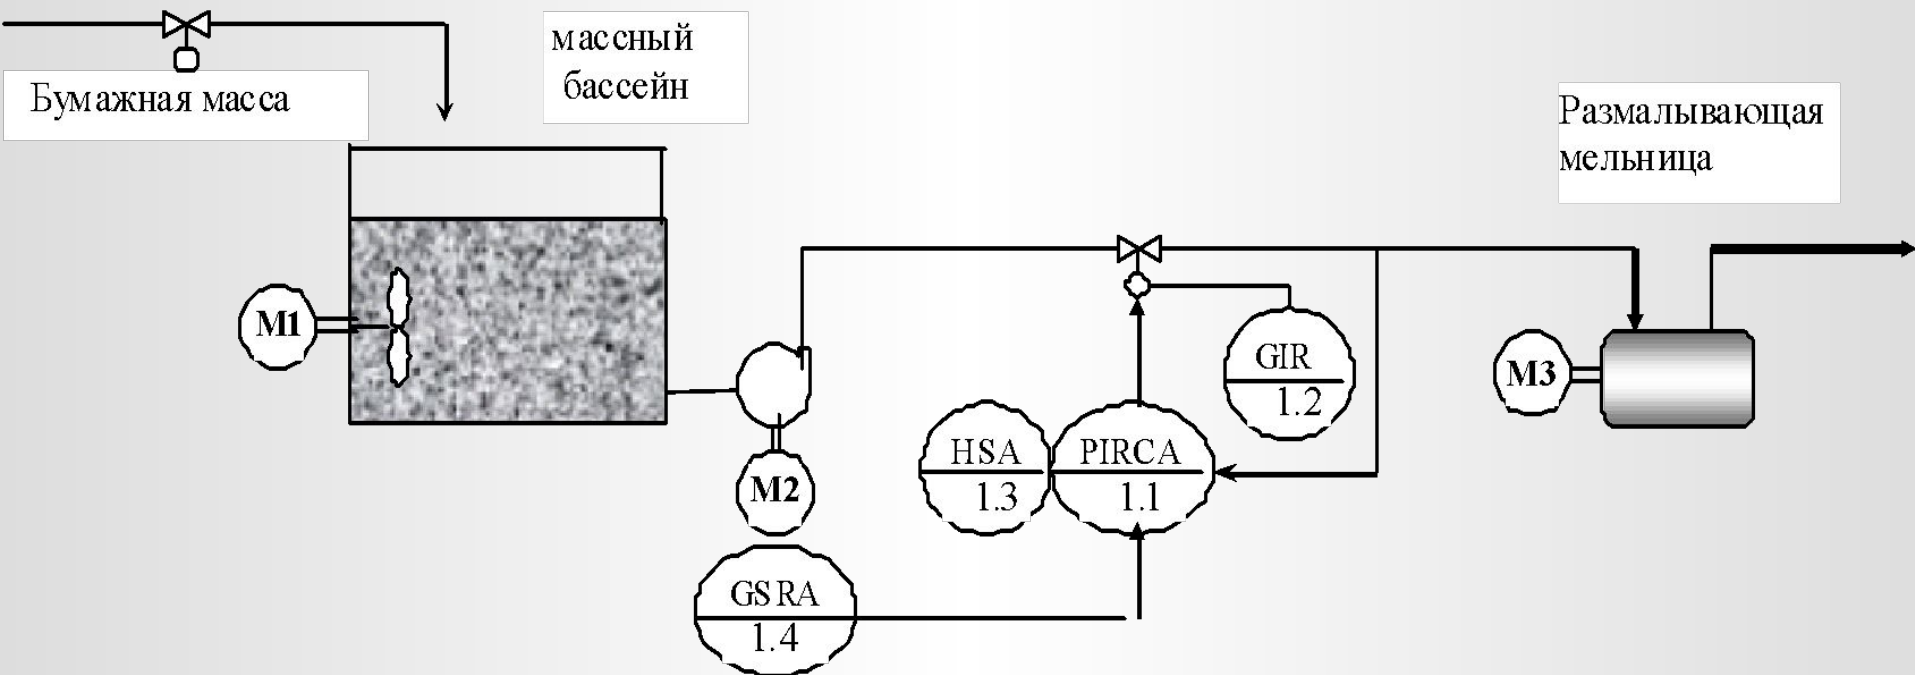 массный
бассейн
Бумажная масса
Размалывающая
мельница
M1
GIR
1.2
M3
HSA
1.3
PIRCA
1.1
M2
GSRA
1.4